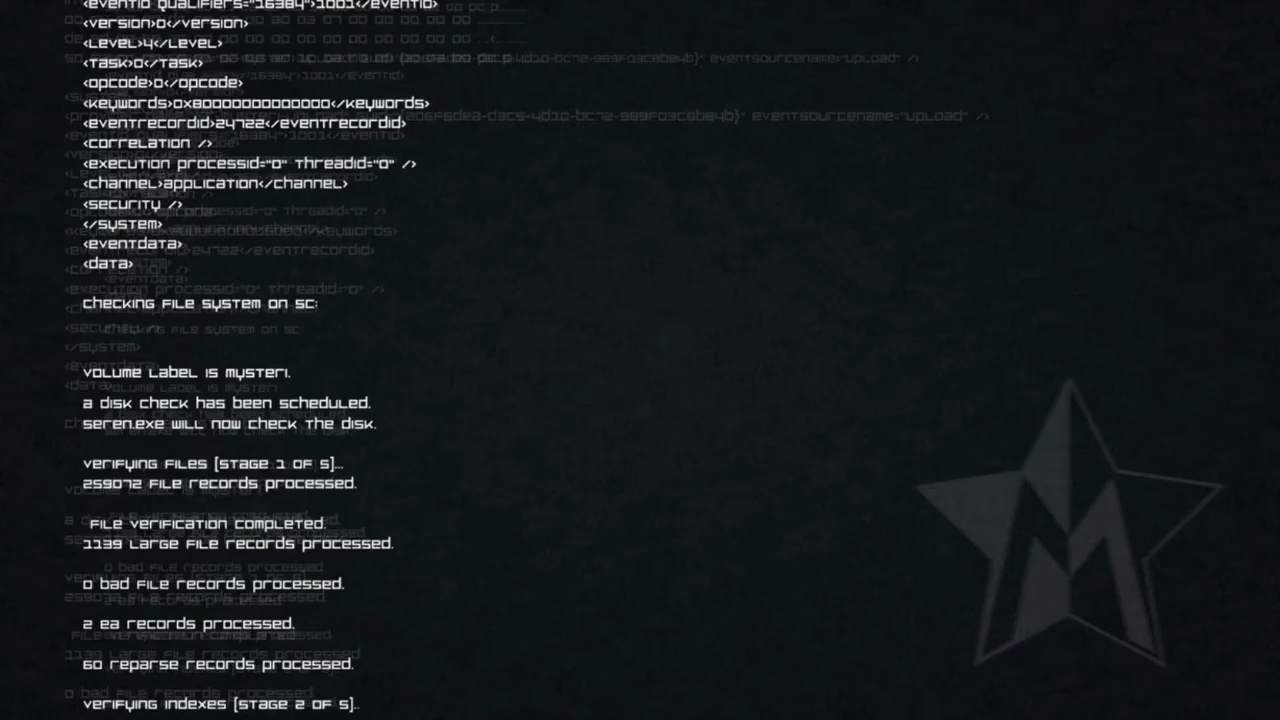 <eventid qualifiers="16384">1001</eventid>
<version>0</version>
<Level>4</Level>
<Task>0</Task>
<opcode>0</opcode>
<keywords>0x80000000000000</keywords>
<eventrecordid>24722</eventrecordid>
<correlation />
<execution processid="0" Threadid="0" />
<channel>application</channel>
<security />
</system>
<eventdata>
<data>
checking file system on SC:
volume Label is mysteri.
a disk check has been scheduled.
seren.exe will now check the disk.
verifying files [stage 1 of 5]...
259072 file records processed.
file verification completed.
1139 Large file records processed.
0 bad file records processed.
2 ea records processed.
60 reparse records processed.
verifying indexes [stage 2 of 5]..
M